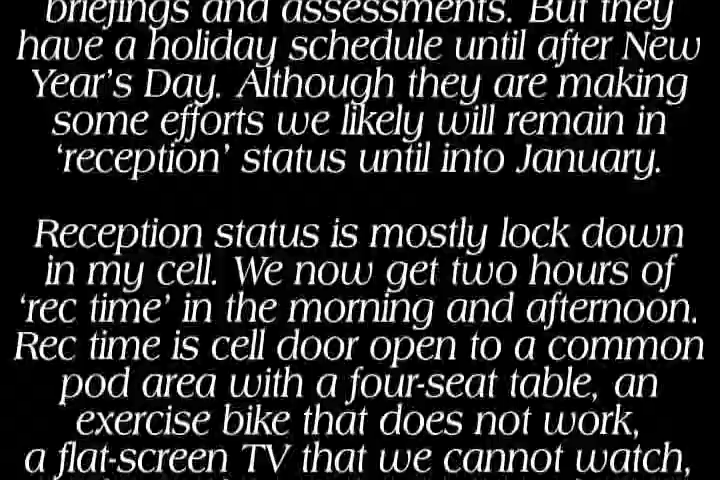 briefings and assessments. But they
have a holiday schedule until after New
Year's Day. Although they are making
some efforts we likely will remain in
'reception' status until into January.
Reception status is mostly lock down
in my cell. We now get two hours of
'rec time' in the morning and afternoon.
Rec time is cell door open to a common
pod area with a four-seat table, an
exercise bike that does not work,
a flat-screen TV that we cannot watch,